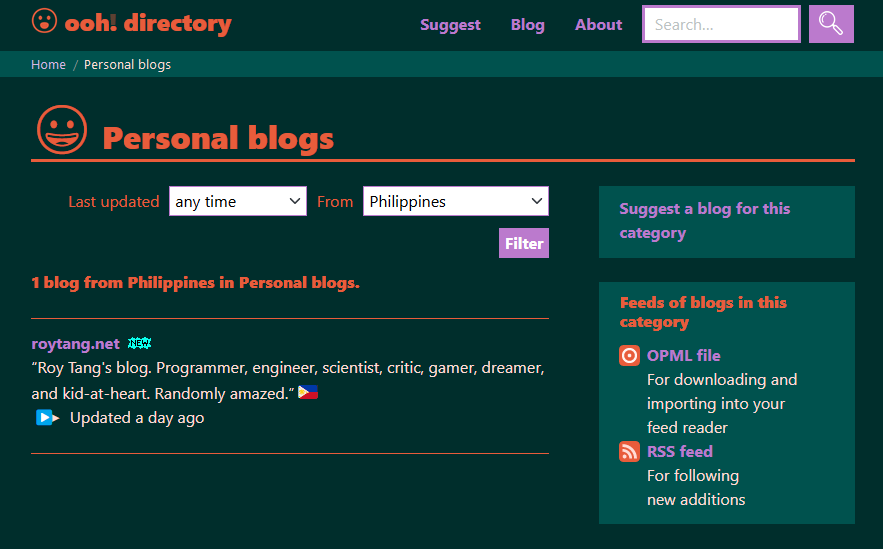 ooh! directory
Suggest Blog About Search...
Home / Personal blogs
Personal blogs
Last updated any time From Philippines
Filter
1 blog from Philippines in Personal blogs.
roytang.net NEW
“Roy Tang's blog. Programmer, engineer, scientist, critic, gamer, dreamer,
and kid-at-heart. Randomly amazed.”
Updated a day ago
Suggest a blog for this
category
Feeds of blogs in this
category
OPML file
For downloading and
importing into your
feed reader
RSS feed
For following
new additions